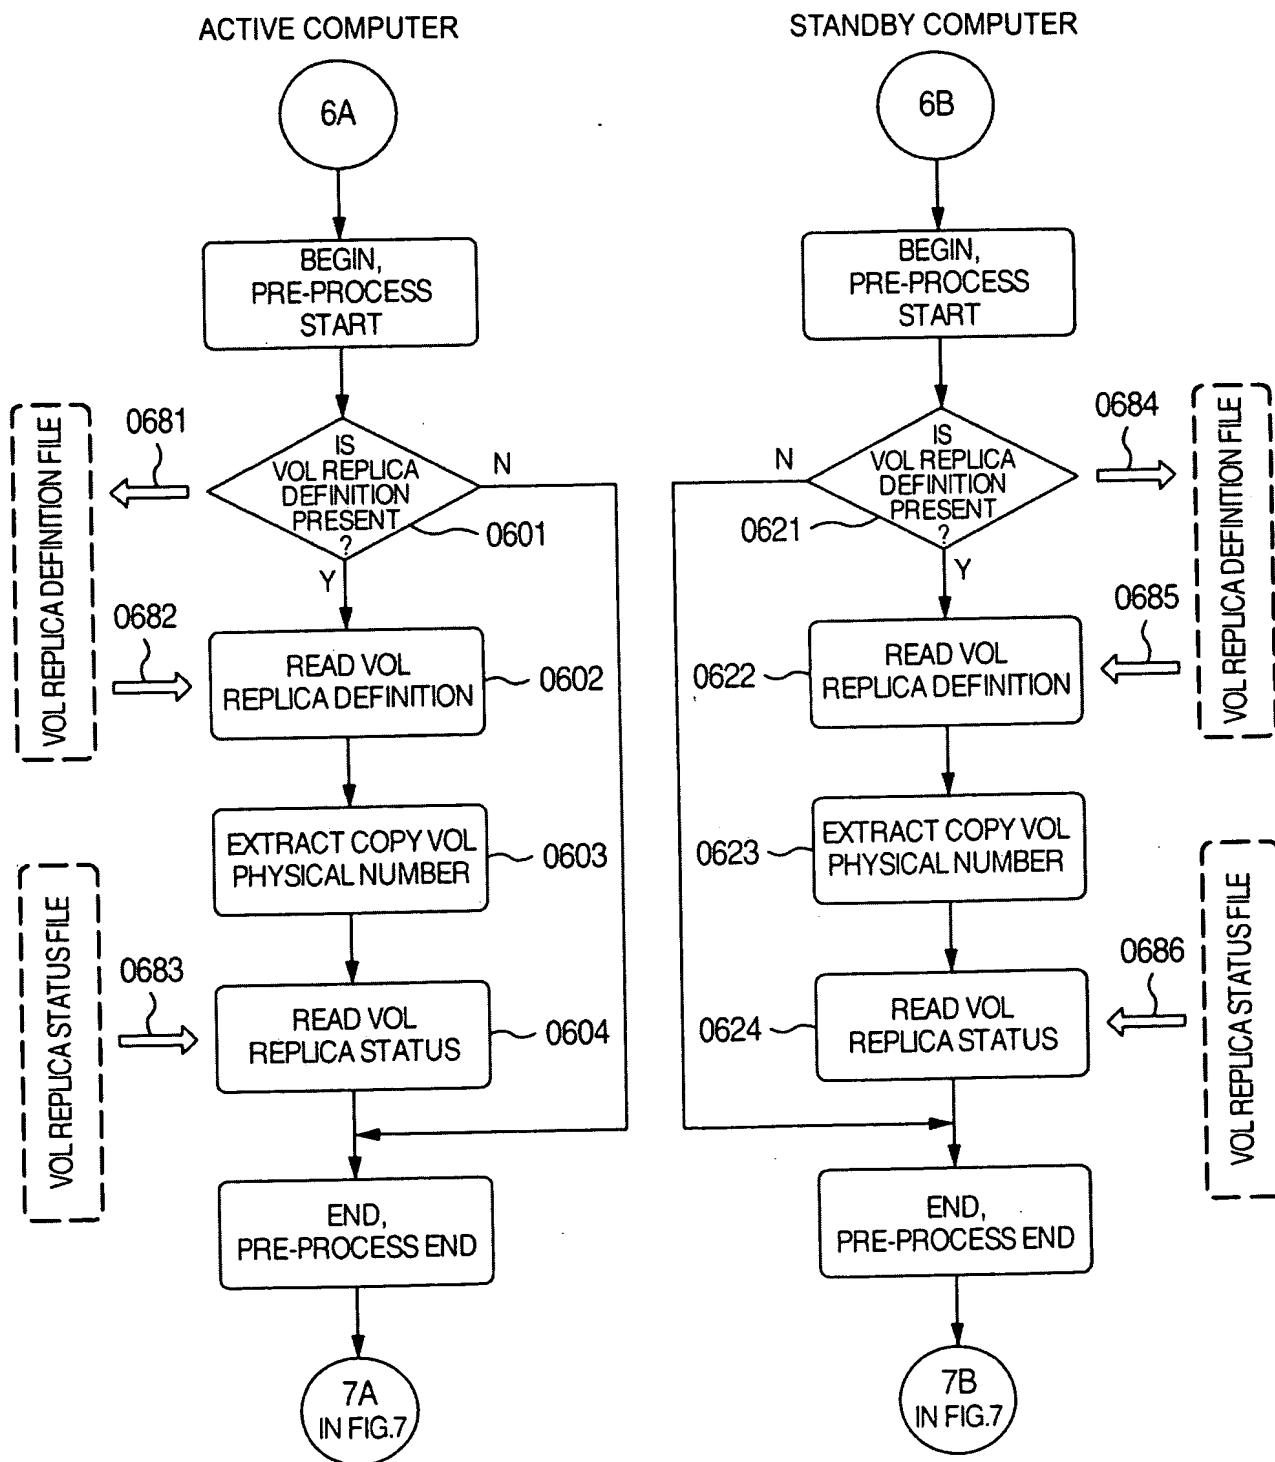 ACTIVE COMPUTER
6A
BEGIN,
PRE-PROCESS
START
IS
VOL REPLICA
DEFINITION
PRESENT
?
N
Y
0601
0681
VOL REPLICA DEFINITION FILE
0682
READ VOL
REPLICA DEFINITION
0602
EXTRACT COPY VOL
PHYSICAL NUMBER
0603
VOL REPLICA STATUS FILE
0683
READ VOL
REPLICA STATUS
0604
END,
PRE-PROCESS END
7A
IN FIG.7
STANDBY COMPUTER
6B
BEGIN,
PRE-PROCESS
START
IS
VOL REPLICA
DEFINITION
PRESENT
?
N
Y
0621
0684
VOL REPLICA DEFINITION FILE
0685
READ VOL
REPLICA DEFINITION
0622
EXTRACT COPY VOL
PHYSICAL NUMBER
0623
VOL REPLICA STATUS FILE
0686
READ VOL
REPLICA STATUS
0624
END,
PRE-PROCESS END
7B
IN FIG.7